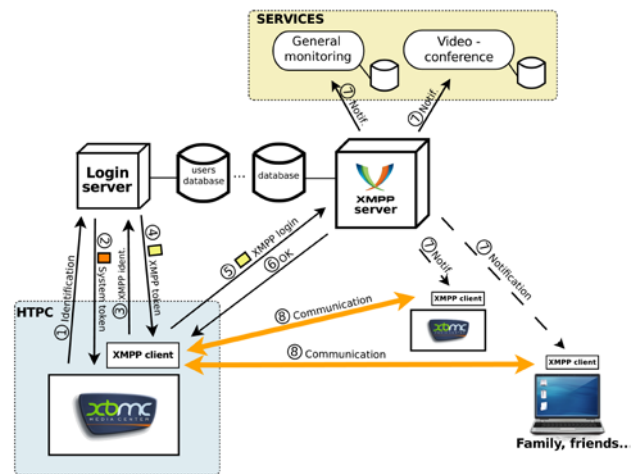 SERVICES
General
monitoring
Video -
conference
⑦ Notif.
⑦ Notif.
Login
server
users
database
...
database
XMPP
server
① Identification
② System token
③ XMPP ident.
④ XMPP token
⑤ XMPP login
⑥ OK
⑦ Notif.
⑦ Notification
HTPC
XMPP client
xbmc
MEDIA CENTER
⑧ Communication
⑧ Communication
XMPP client
xbmc
XMPP client
Family, friends...